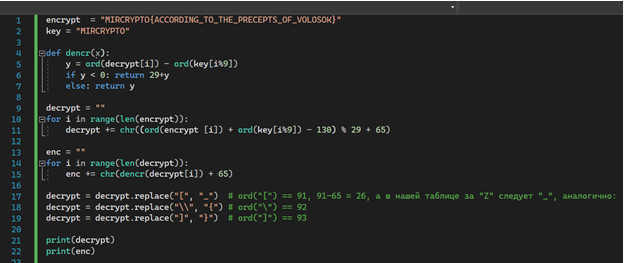 1 encrypt  = "MIRCRYPTO{ACCORDING_TO_THE_PRECEPTS_OF_VOLOSOK}"
2 key = "MIRCRYPTO"
3
4 def dencr(x):
5     y = ord(decrypt[i]) - ord(key[i%9])
6     if y < 0: return 29+y
7     else: return y
8
9 decrypt = ""
10 for i in range(len(encrypt)):
11     decrypt += chr((ord(encrypt [i]) + ord(key[i%9]) - 130) % 29 + 65)
12
13 enc = ""
14 for i in range(len(decrypt)):
15     enc += chr(dencr(decrypt[i]) + 65)
16
17 decrypt = decrypt.replace("[", "_")  # ord("[") == 91, 91-65 = 26, а в нашей таблице за "Z" следует "_", аналогично:
18 decrypt = decrypt.replace("\\", "{") # ord("\") == 92
19 decrypt = decrypt.replace("]", "}")  # ord("]") == 93
20
21 print(decrypt)
22 print(enc)
23